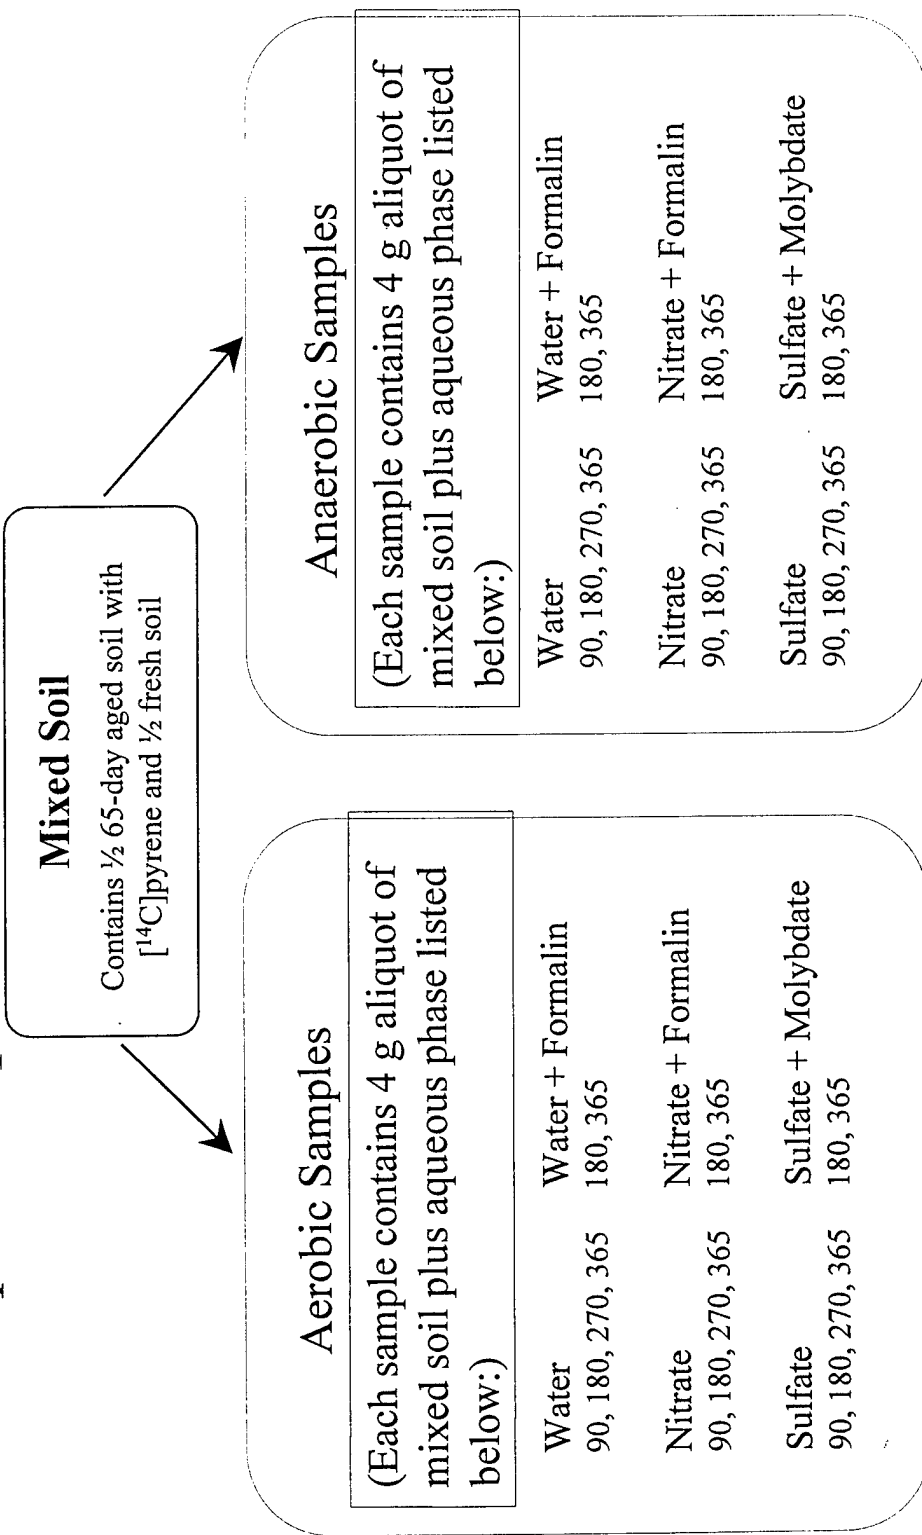 Mixed Soil
Contains ½ 65-day aged soil with
[¹⁴C]pyrene and ½ fresh soil
Aerobic Samples
(Each sample contains 4 g aliquot of
mixed soil plus aqueous phase listed
below:)
Water
90, 180, 270, 365
Water + Formalin
180, 365
Nitrate
90, 180, 270, 365
Nitrate + Formalin
180, 365
Sulfate
90, 180, 270, 365
Sulfate + Molybdate
180, 365
Anaerobic Samples
(Each sample contains 4 g aliquot of
mixed soil plus aqueous phase listed
below:)
Water
90, 180, 270, 365
Water + Formalin
180, 365
Nitrate
90, 180, 270, 365
Nitrate + Formalin
180, 365
Sulfate
90, 180, 270, 365
Sulfate + Molybdate
180, 365